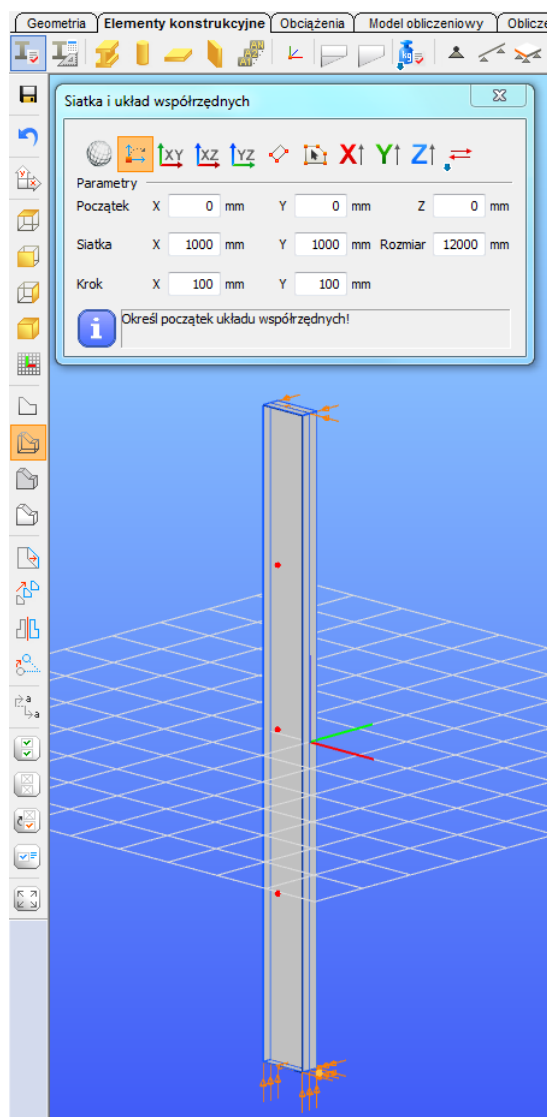 Geometria Elementy konstrukcyjne Obciążenia Model obliczeniowy Oblicze
Siatka i układ współrzędnych
XY XZ YZ X Y Z
Parametry
Początek X 0 mm Y 0 mm Z 0 mm
Siatka X 1000 mm Y 1000 mm Rozmiar 12000 mm
Krok X 100 mm Y 100 mm
i Określ początek układu współrzędnych!
a
a